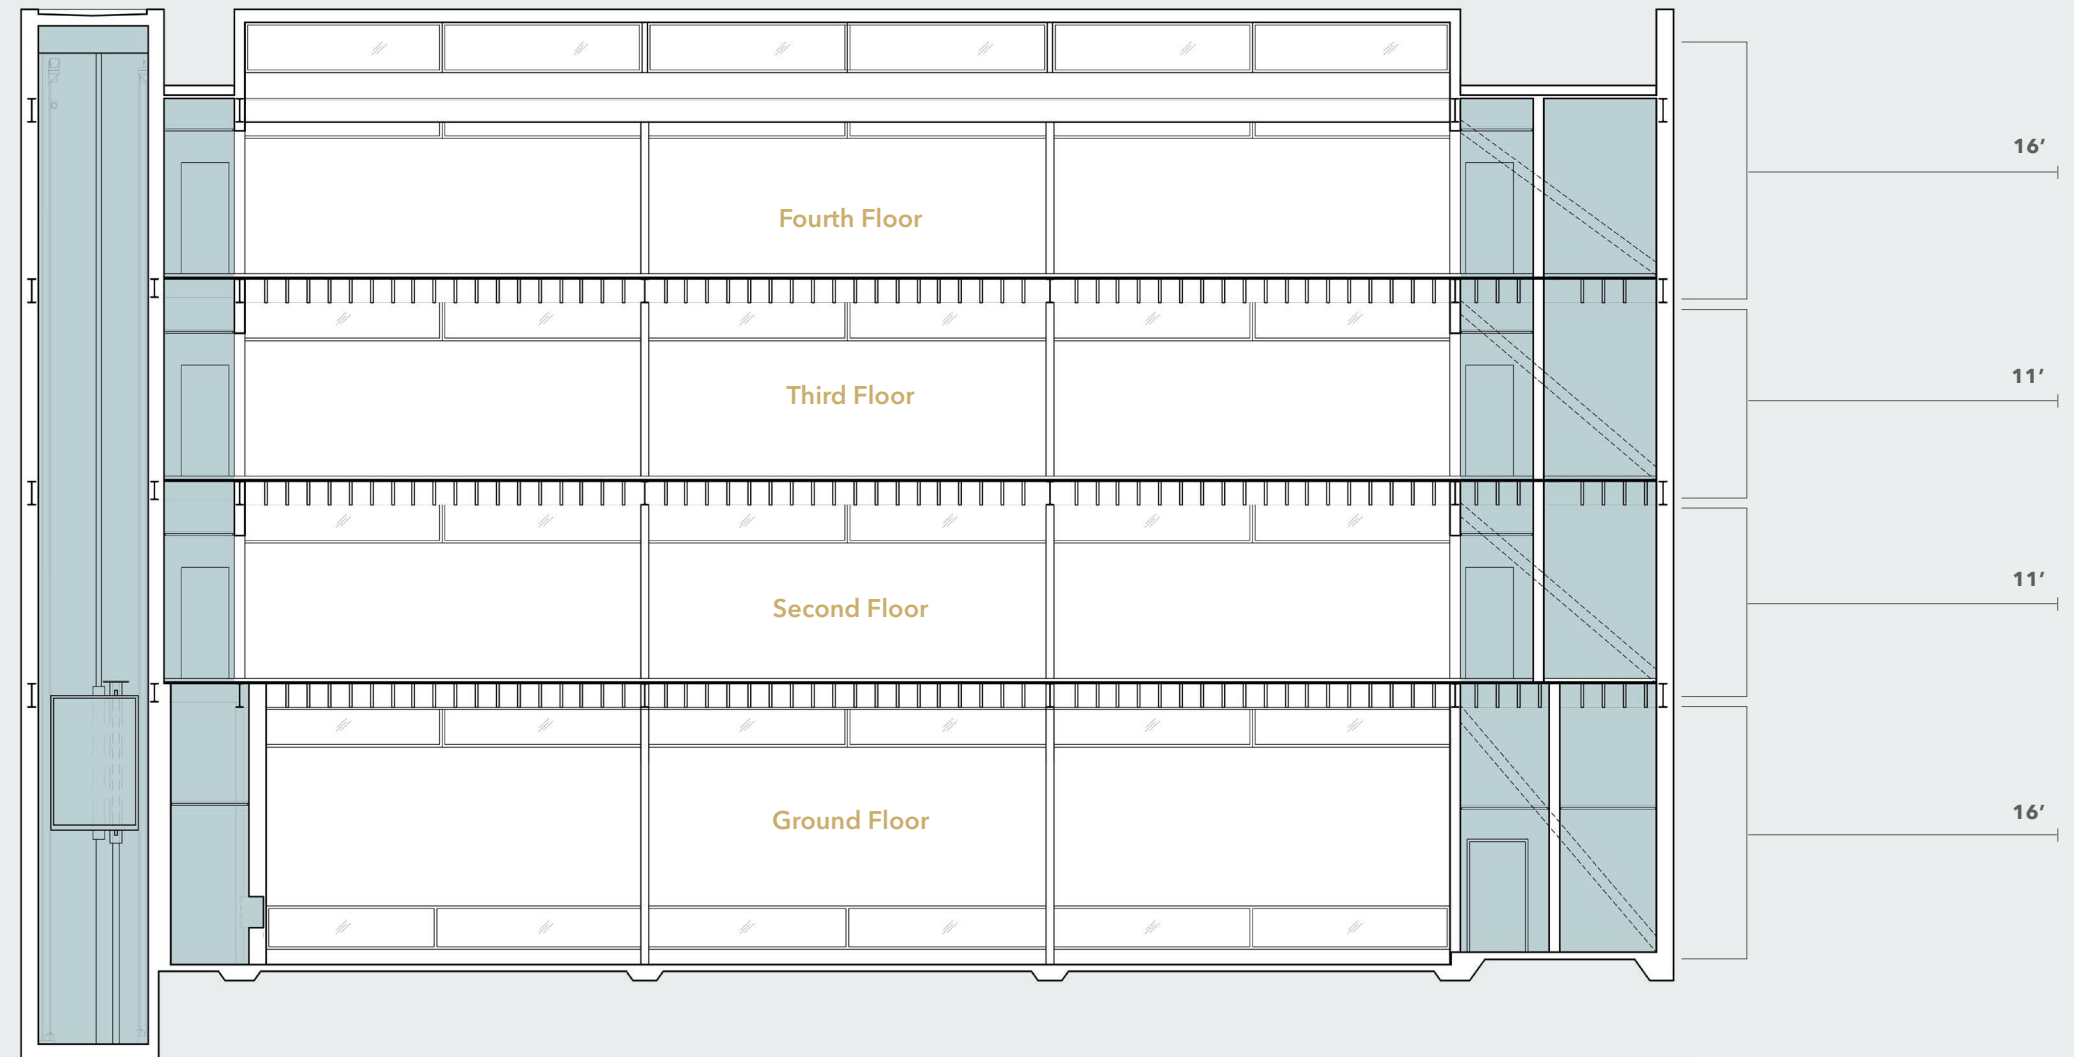 Fourth Floor
16’
Third Floor
11’
Second Floor
11’
Ground Floor
16’